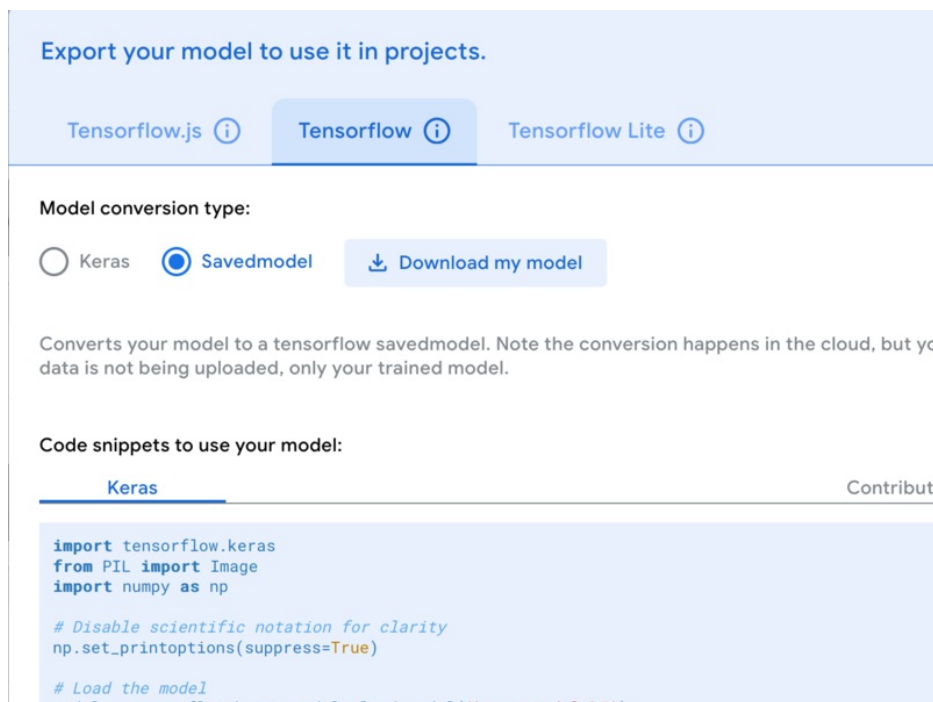 Export your model to use it in projects.
Tensorflow.js Tensorflow Tensorflow Lite
Model conversion type:
Keras Savedmodel Download my model
Converts your model to a tensorflow savedmodel. Note the conversion happens in the cloud, but
data is not being uploaded, only your trained model.
Code snippets to use your model:
Keras Contribut
import tensorflow.keras
from PIL import Image
import numpy as np
# Disable scientific notation for clarity
np.set_printoptions(suppress=True)
# Load the model